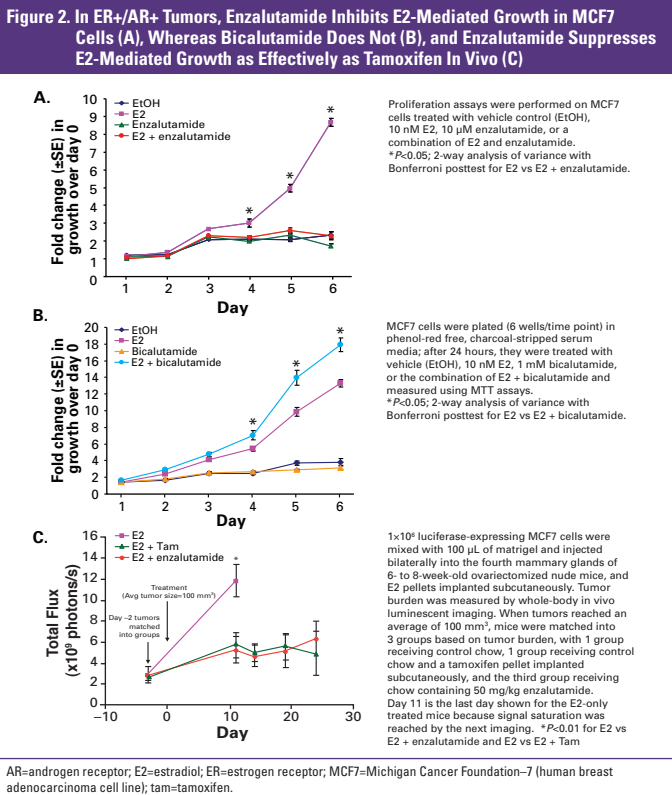 Figure 2. In ER+/AR+ Tumors, Enzalutamide Inhibits E2-Mediated Growth in MCF7
Cells (A), Whereas Bicalutamide Does Not (B), and Enzalutamide Suppresses
E2-Mediated Growth as Effectively as Tamoxifen In Vivo (C)
A.
Fold change (±SE) in
growth over day 0
10
9
8
7
6
5
4
3
2
1
0
EtOH
E2
Enzalutamide
E2 + enzalutamide
*
*
*
1 2 3 4 5 6
Day
Proliferation assays were performed on MCF7
cells treated with vehicle control (EtOH),
10 nM E2, 10 µM enzalutamide, or a
combination of E2 and enzalutamide.
*P<0.05; 2-way analysis of variance with
Bonferroni posttest for E2 vs E2 + enzalutamide.
B.
Fold change (±SE) in
growth over day 0
20
18
16
14
12
10
8
6
4
2
0
EtOH
E2
Bicalutamide
E2 + bicalutamide
*
*
*
1 2 3 4 5 6
Day
MCF7 cells were plated (6 wells/time point) in
phenol-red free, charcoal-stripped serum
media; after 24 hours, they were treated with
vehicle (EtOH), 10 nM E2, 1 mM bicalutamide,
or the combination of E2 + bicalutamide and
measured using MTT assays.
*P<0.05; 2-way analysis of variance with
Bonferroni posttest for E2 vs E2 + bicalutamide.
C.
Total Flux
(x10⁹ photons/s)
16
14
12
10
8
6
4
2
0
E2
E2 + Tam
E2 + enzalutamide
*
Treatment
(Avg tumor size=100 mm³)
Day –2 tumors
matched
into groups
–10 0 10 20 30
Day
1×10⁶ luciferase-expressing MCF7 cells were
mixed with 100 µL of matrigel and injected
bilaterally into the fourth mammary glands of
6- to 8-week-old ovariectomized nude mice, and
E2 pellets implanted subcutaneously. Tumor
burden was measured by whole-body in vivo
luminescent imaging. When tumors reached an
average of 100 mm³, mice were matched into
3 groups based on tumor burden, with 1 group
receiving control chow, 1 group receiving control
chow and a tamoxifen pellet implanted
subcutaneously, and the third group receiving
chow containing 50 mg/kg enzalutamide.
Day 11 is the last day shown for the E2-only
treated mice because signal saturation was
reached by the next imaging. *P<0.01 for E2 vs
E2 + enzalutamide and E2 vs E2 + Tam
AR=androgen receptor; E2=estradiol; ER=estrogen receptor; MCF7=Michigan Cancer Foundation–7 (human breast
adenocarcinoma cell line); tam=tamoxifen.